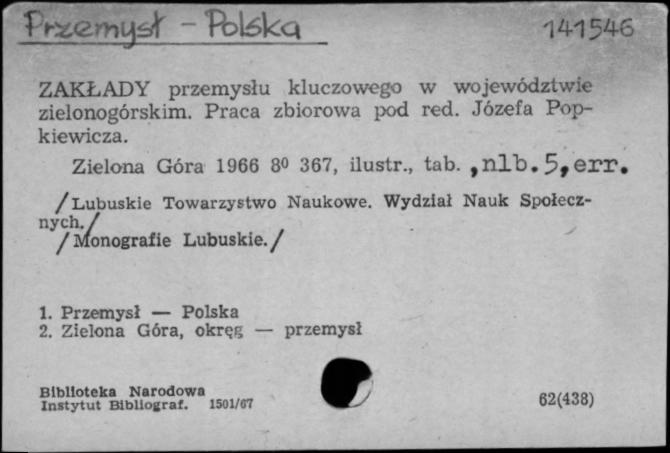 Przemysł - Polska 141546
ZAKŁADY przemysłu kluczowego w województwie
zielonogórskim. Praca zbiorowa pod red. Józefa Pop-
kiewicza.
Zielona Góra 1966 8⁰ 367, ilustr., tab. ,nlb.5,err.
/Lubuskie Towarzystwo Naukowe. Wydział Nauk Społecz-
nych./
/Monografie Lubuskie./
1. Przemysł — Polska
2. Zielona Góra, okręg — przemysł
Biblioteka Narodowa
Instytut Bibliograf. 1501/67
62(438)